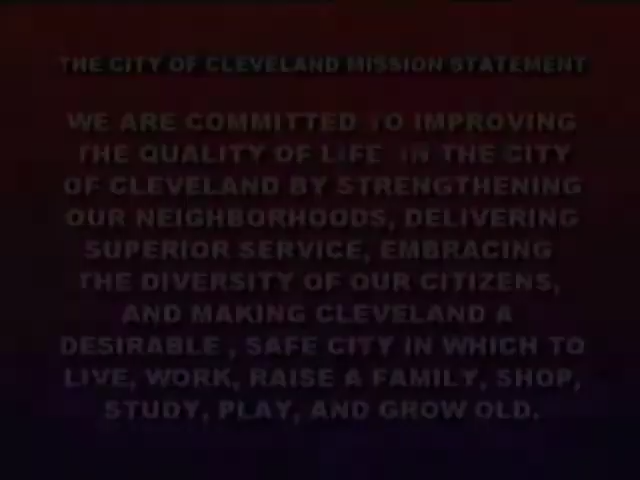 THE CITY OF CLEVELAND MISSION STATEMENT
WE ARE COMMITTED TO IMPROVING
THE QUALITY OF LIFE IN THE CITY
OF CLEVELAND BY STRENGTHENING
OUR NEIGHBORHOODS, DELIVERING
SUPERIOR SERVICE, EMBRACING
THE DIVERSITY OF OUR CITIZENS,
AND MAKING CLEVELAND A
DESIRABLE , SAFE CITY IN WHICH TO
LIVE, WORK, RAISE A FAMILY, SHOP,
STUDY, PLAY, AND GROW OLD.